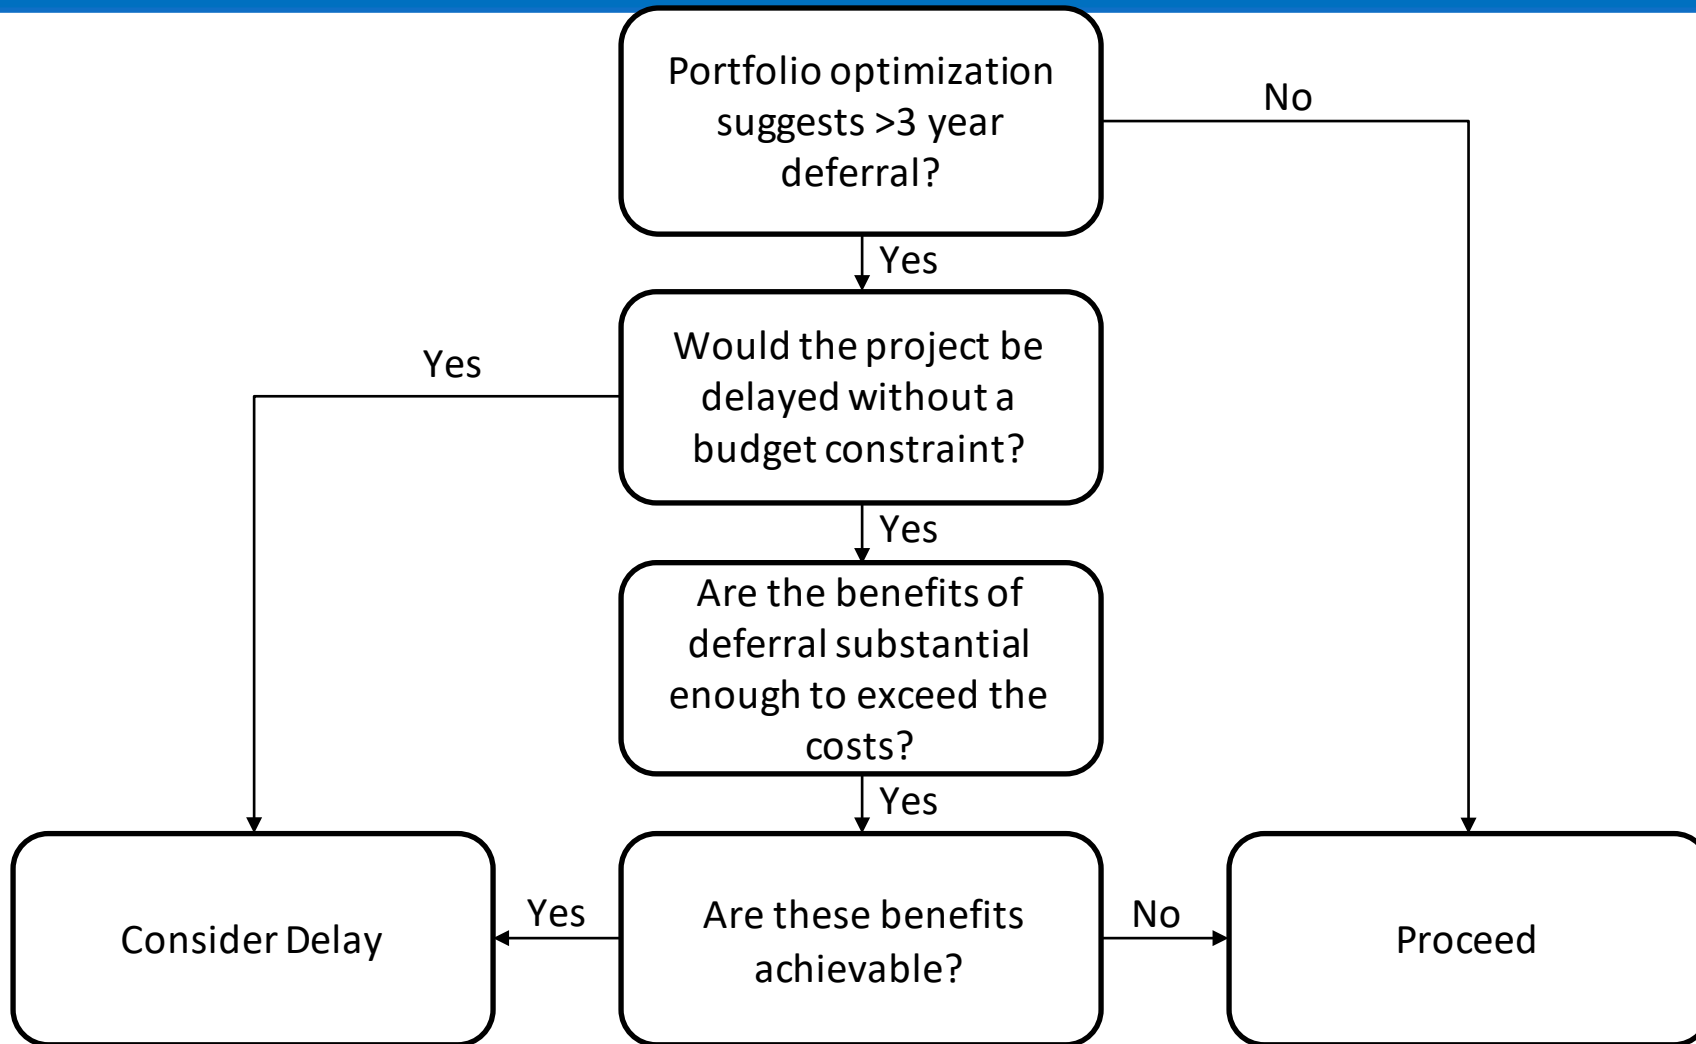 Portfolio optimization
suggests >3 year
deferral?
No
Yes
Would the project be
delayed without a
budget constraint?
Yes
Yes
Are the benefits of
deferral substantial
enough to exceed the
costs?
Yes
Consider Delay
Yes
Are these benefits
achievable?
No
Proceed